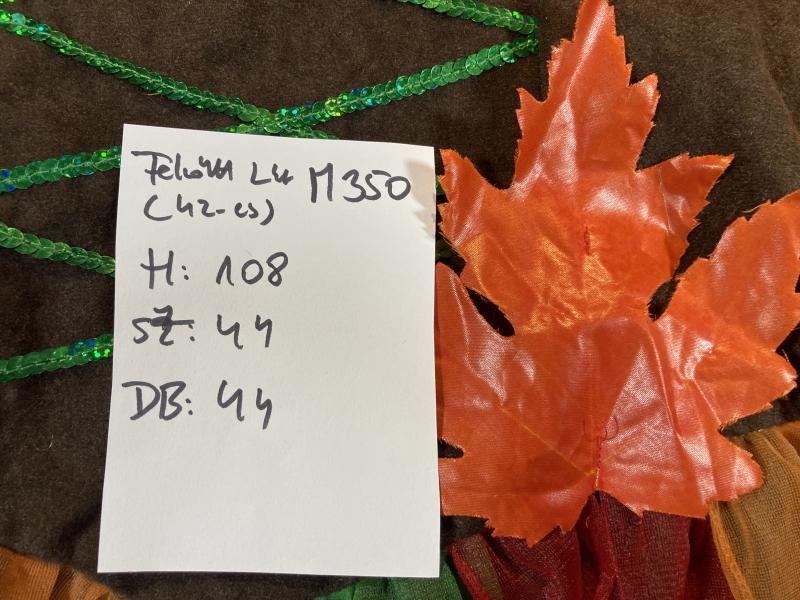 Felnőtt L4 M350
(42-es)
H: 108
SZ: 44
DB: 44